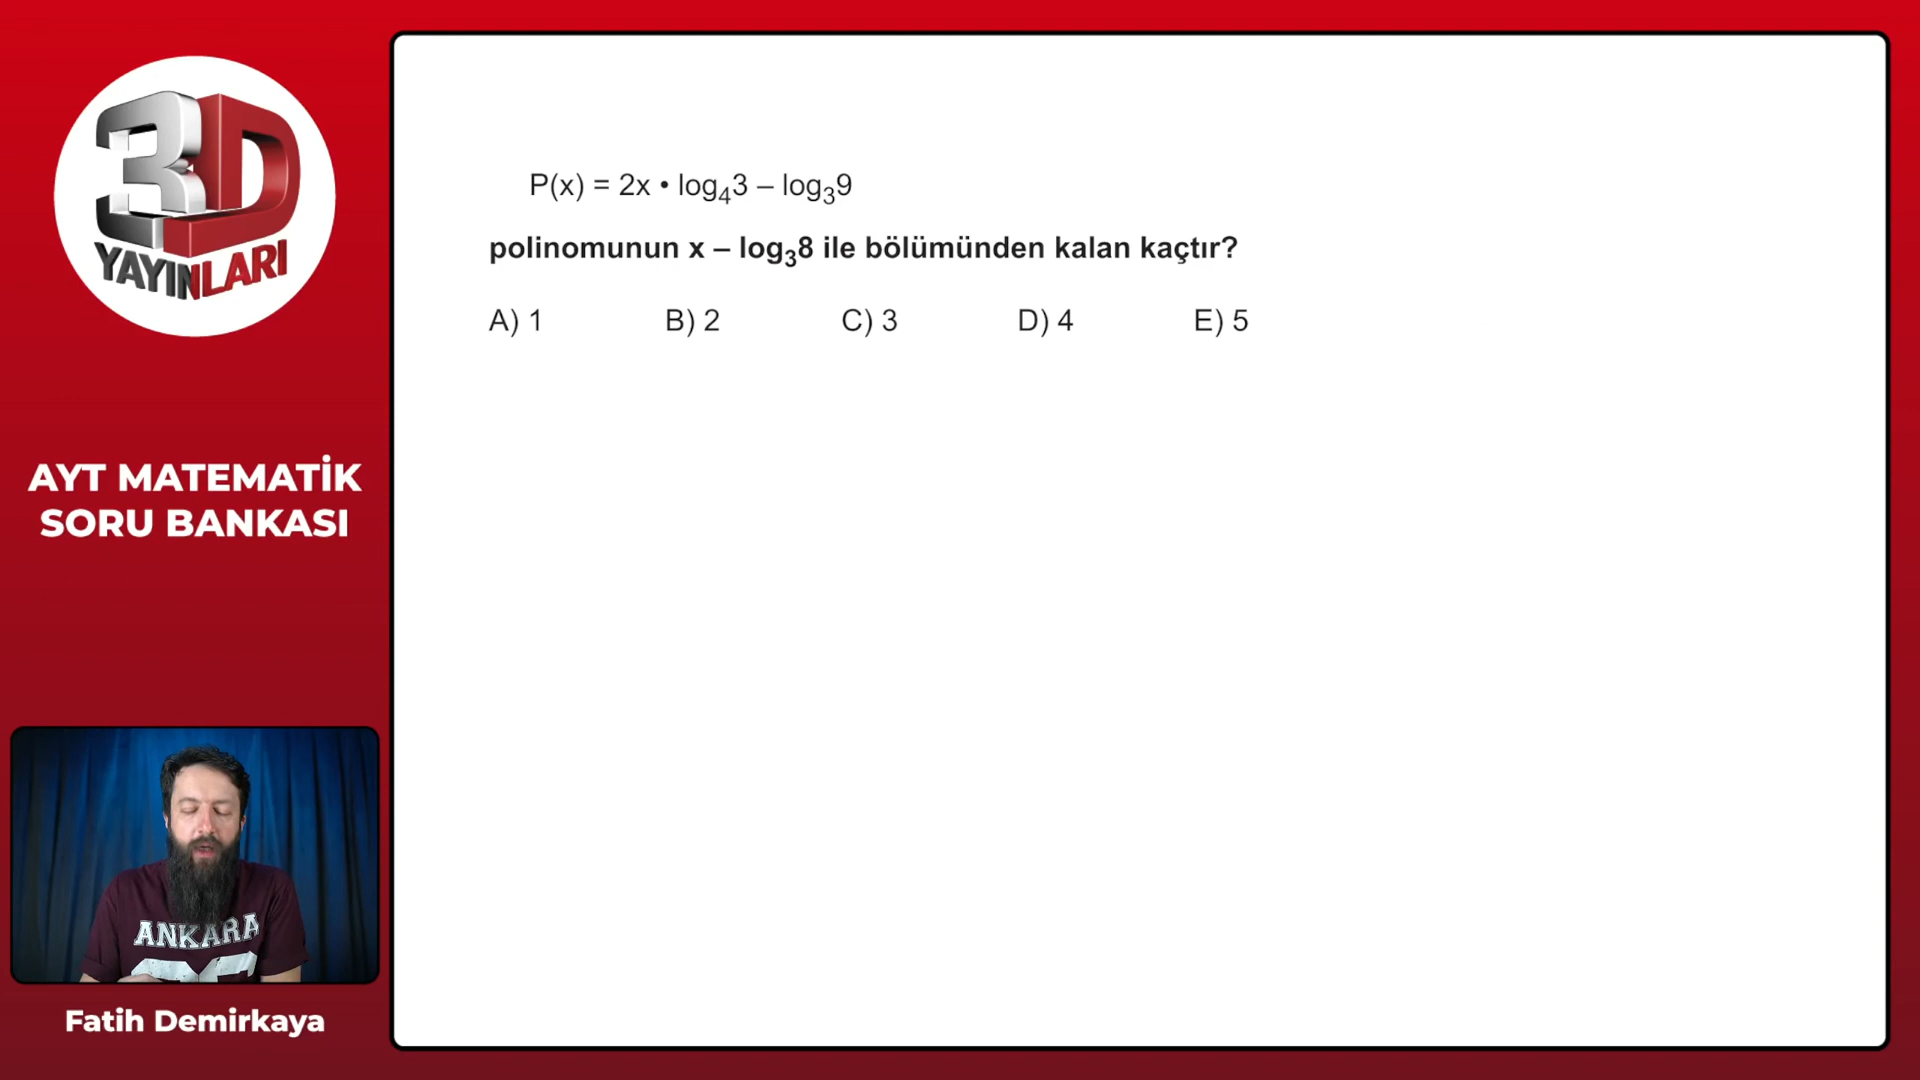 3D
YAYINLARI
AYT MATEMATİK
SORU BANKASI
ANKARA
Fatih Demirkaya
P(x) = 2x • log₄3 – log₃9
polinomunun x – log₃8 ile bölümünden kalan kaçtır?
A) 1 B) 2 C) 3 D) 4 E) 5